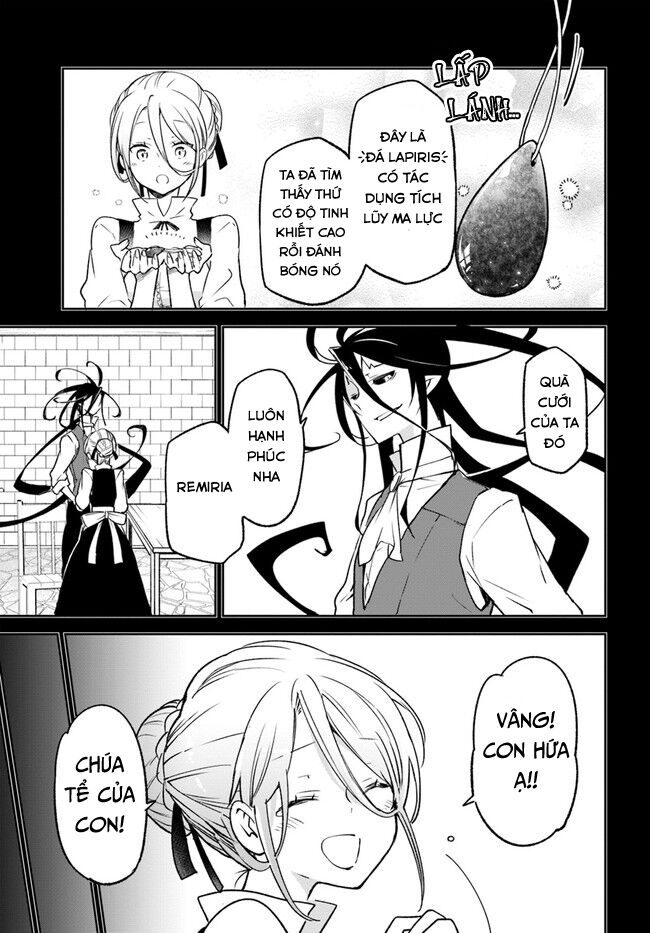 LẤP
LÁNH...
ĐÂY LÀ
ĐÁ LAPIRIS
CÓ TÁC
DỤNG TÍCH
LŨY MA LỰC
TA ĐÃ TÌM
THẤY THỨ
CÓ ĐỘ TINH
KHIẾT CAO
RỒI ĐÁNH
BÓNG NÓ
QUÀ
CƯỚI
CỦA TA
ĐÓ
LUÔN
HẠNH
PHÚC
NHA
REMIRIA
VÂNG!
CON HỨA
Ạ!!
CHÚA
TỂ CỦA
CON!